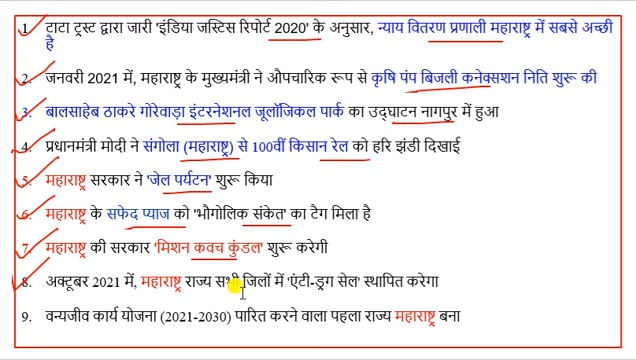 1 टाटा ट्रस्ट द्वारा जारी 'इंडिया जस्टिस रिपोर्ट 2020' के अनुसार, न्याय वितरण प्रणाली महाराष्ट्र में सबसे अच्छी
है
2. जनवरी 2021 में, महाराष्ट्र के मुख्यमंत्री ने औपचारिक रूप से कृषि पंप बिजली कनेक्सशन निति शुरू की
3. बालसाहेब ठाकरे गोरेवाड़ा इंटरनेशनल जूलॉजिकल पार्क का उद्घाटन नागपुर में हुआ
4. प्रधानमंत्री मोदी ने संगोला (महाराष्ट्र) से 100वीं किसान रेल को हरि झंडी दिखाई
5. महाराष्ट्र सरकार ने 'जेल पर्यटन' शुरू किया
6. महाराष्ट्र के सफेद प्याज को 'भौगोलिक संकेत' का टैग मिला है
7. महाराष्ट्र की सरकार 'मिशन कवच कुंडल' शुरू करेगी
8. अक्टूबर 2021 में, महाराष्ट्र राज्य सभी जिलों में 'एंटी-ड्रग सेल' स्थापित करेगा
9. वन्यजीव कार्य योजना (2021-2030) पारित करने वाला पहला राज्य महाराष्ट्र बना